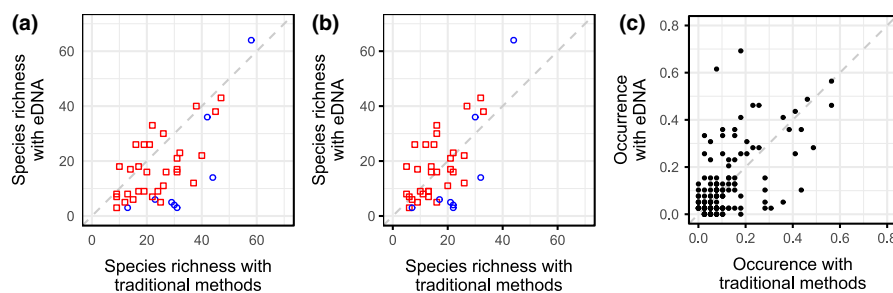 (a)
Species richness
with eDNA
60
40
20
0
0 20 40 60
Species richness with
traditional methods
(b)
Species richness
with eDNA
60
40
20
0
0 20 40 60
Species richness with
traditional methods
(c)
Occurrence
with eDNA
0.8
0.6
0.4
0.2
0.0
0.0 0.2 0.4 0.6 0.8
Occurence with
traditional methods